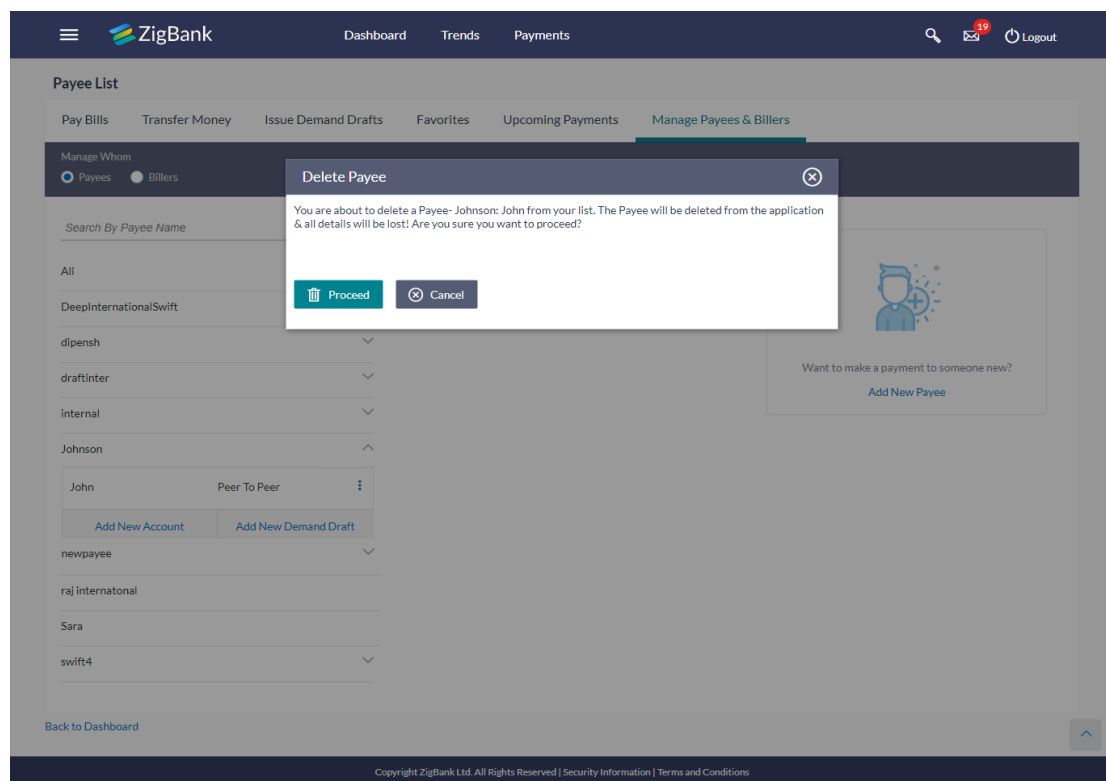 ZigBank
Dashboard Trends Payments
19
Logout
Payee List
Pay Bills Transfer Money Issue Demand Drafts Favorites Upcoming Payments Manage Payees & Billers
Manage Whom
Payees Billers
Delete Payee
You are about to delete a Payee- Johnson: John from your list. The Payee will be deleted from the application
& all details will be lost! Are you sure you want to proceed?
Proceed Cancel
Search By Payee Name
Ali
DeepInternationalSwift
dipensh
draftinter
internal
Johnson
John Peer To Peer
Add New Account Add New Demand Draft
newpayee
raj internatonal
Sara
swift4
Want to make a payment to someone new?
Add New Payee
Back to Dashboard
Copyright ZigBank Ltd. All Rights Reserved | Security Information | Terms and Conditions